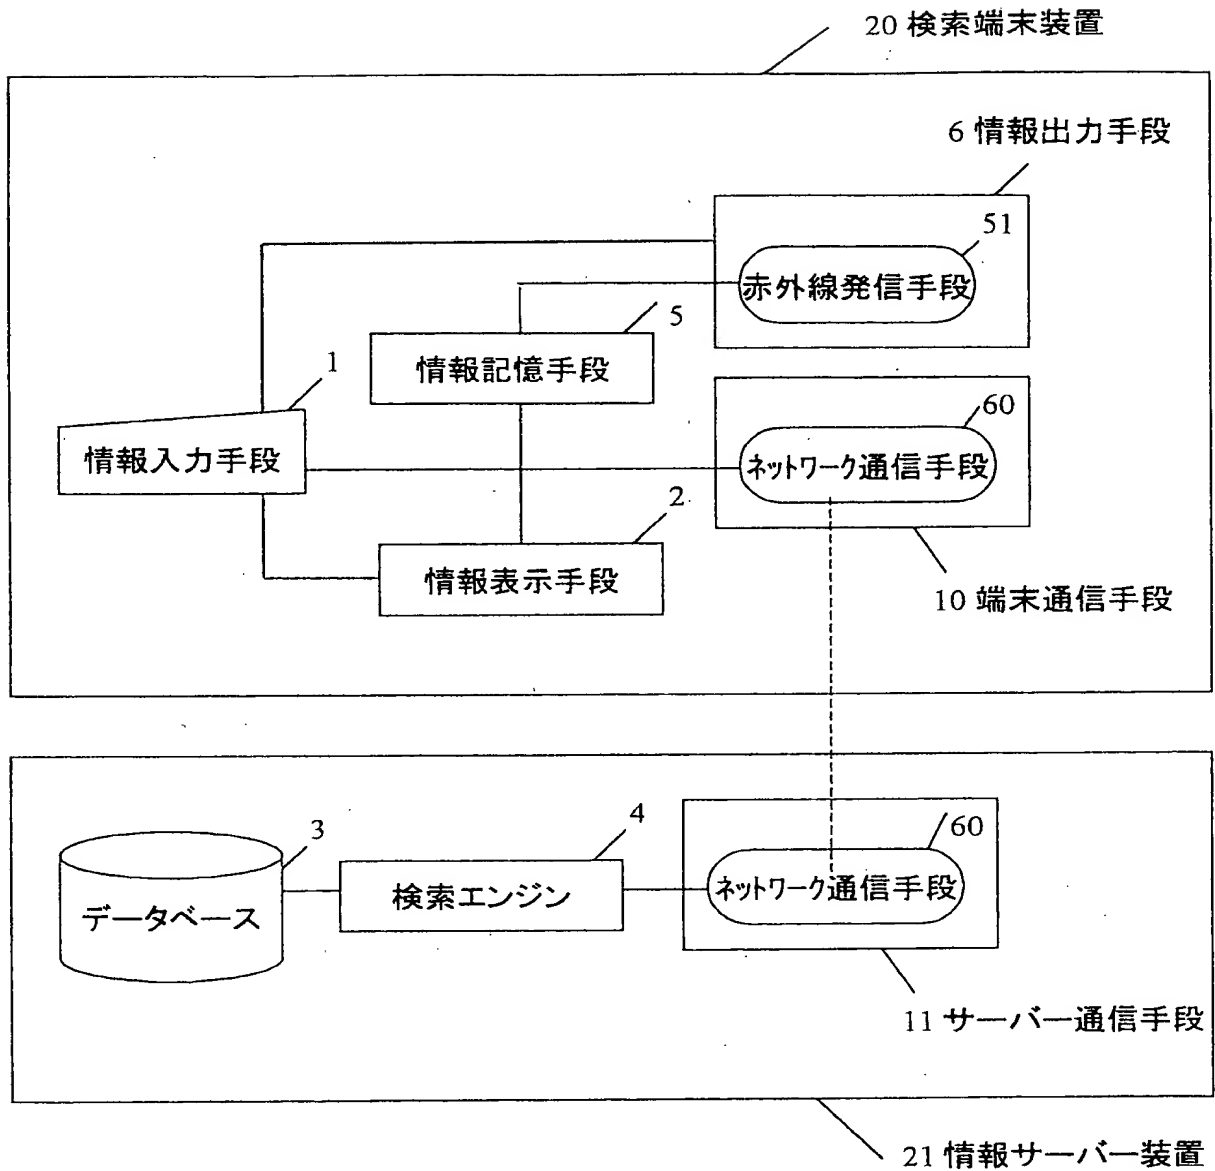 20 検索端末装置
6 情報出力手段
51
赤外線発信手段
5
情報記憶手段
1
情報入力手段
60
ネットワーク通信手段
2
情報表示手段
10 端末通信手段
3
データベース
4
検索エンジン
60
ネットワーク通信手段
11 サーバー通信手段
21 情報サーバー装置